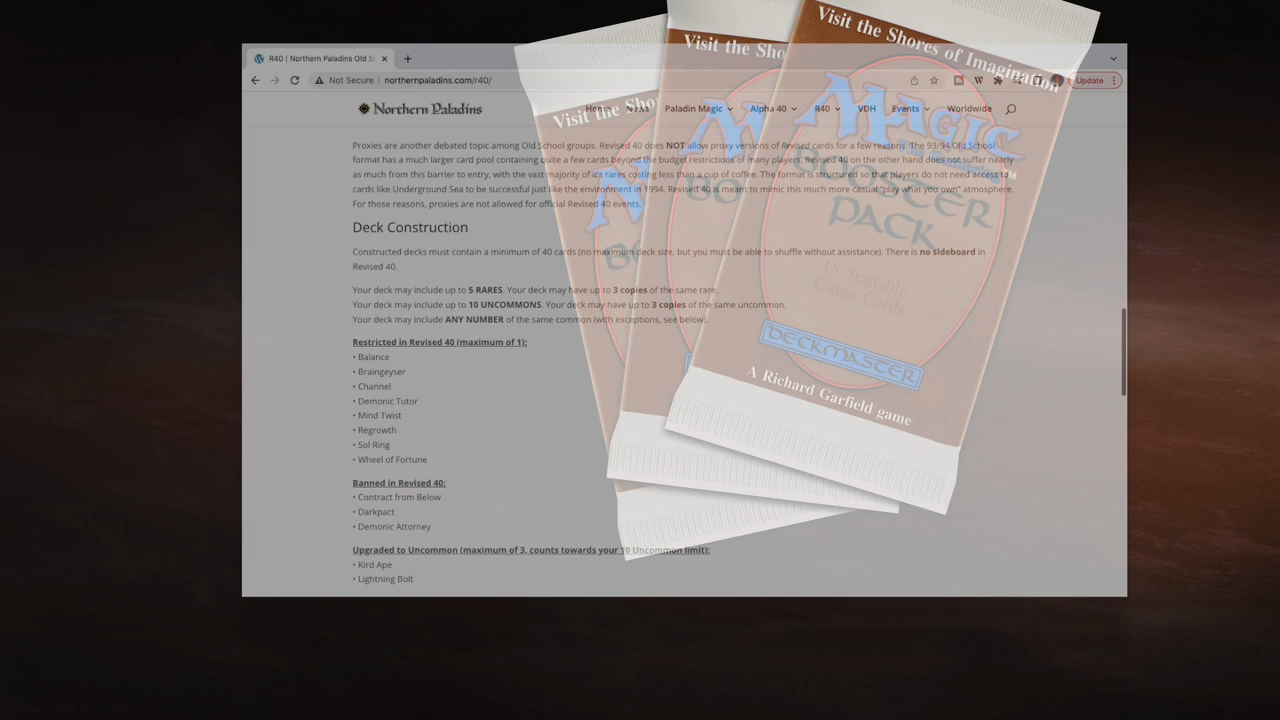 R40 | Northern Paladins Old S
Not Secure
northernpaladins.com/r40/
Update
Northern Paladins
Home
Paladin Magic
Alpha 40
R40
VDH
Events
Worldwide
Proxies are another debated topic among Old School groups. Revised 40 does NOT allow proxy versions of Revised cards for a few reasons. The 93/94 Old School
format has a much larger card pool containing quite a few cards beyond the budget restrictions of many players. Revised 40 on the other hand does not suffer nearly
as much from this barrier to entry, with the vast majority of it's rares costing less than a cup of coffee. The format is structured so that players do not need access to
cards like Underground Sea to be successful just like the environment in 1994. Revised 40 is meant to mimic this much more casual "play what you own" atmosphere.
For those reasons, proxies are not allowed for official Revised 40 events.
Deck Construction
Constructed decks must contain a minimum of 40 cards (no maximum deck size, but you must be able to shuffle without assistance). There is no sideboard in
Revised 40.
Your deck may include up to 5 RARES. Your deck may have up to 3 copies of the same rare.
Your deck may include up to 10 UNCOMMONS. Your deck may have up to 3 copies of the same uncommon.
Your deck may include ANY NUMBER of the same common (with exceptions, see below).
Restricted in Revised 40 (maximum of 1):
• Balance
• Braingeyser
• Channel
• Demonic Tutor
• Mind Twist
• Regrowth
• Sol Ring
• Wheel of Fortune
Banned in Revised 40:
• Contract from Below
• Darkpact
• Demonic Attorney
Upgraded to Uncommon (maximum of 3, counts towards your 10 Uncommon limit):
• Kird Ape
• Lightning Bolt
Visit the Sho
Visit the Sho
Visit the Shores of Imagination
MAGIC
BOOSTER
PACK
15 Tradable
Game Cards
DECKMASTER
A Richard Garfield game